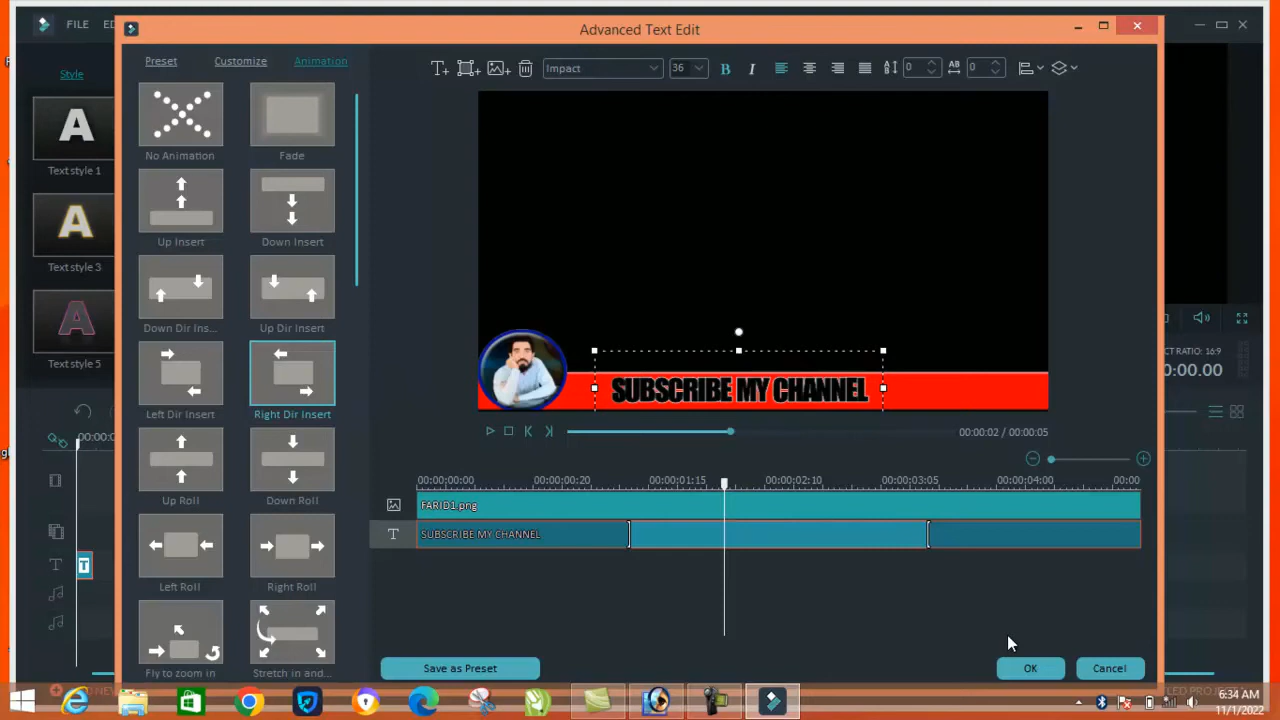 FILE
Advanced Text Edit
Style
Preset
Customize
Animation
Impact
36
B
I
0
AB
0
A
Text style 1
A
Text style 3
A
Text style 5
No Animation
Fade
Up Insert
Down Insert
Down Dir Ins...
Up Dir Insert
Left Dir Insert
Right Dir Insert
Up Roll
Down Roll
Left Roll
Right Roll
Fly to zoom in
Stretch in and...
SUBSCRIBE MY CHANNEL
00:00:02 / 00:00:05
ECT RATIO: 16:9
00:00.00
00:00:00:00
00:00:00:20
00:00:01:15
00:00:02:10
00:00:03:05
00:00:04:00
00:00
FARID1.png
T
SUBSCRIBE MY CHANNEL
T
T
Save as Preset
OK
Cancel
6:34 AM
11/1/2022